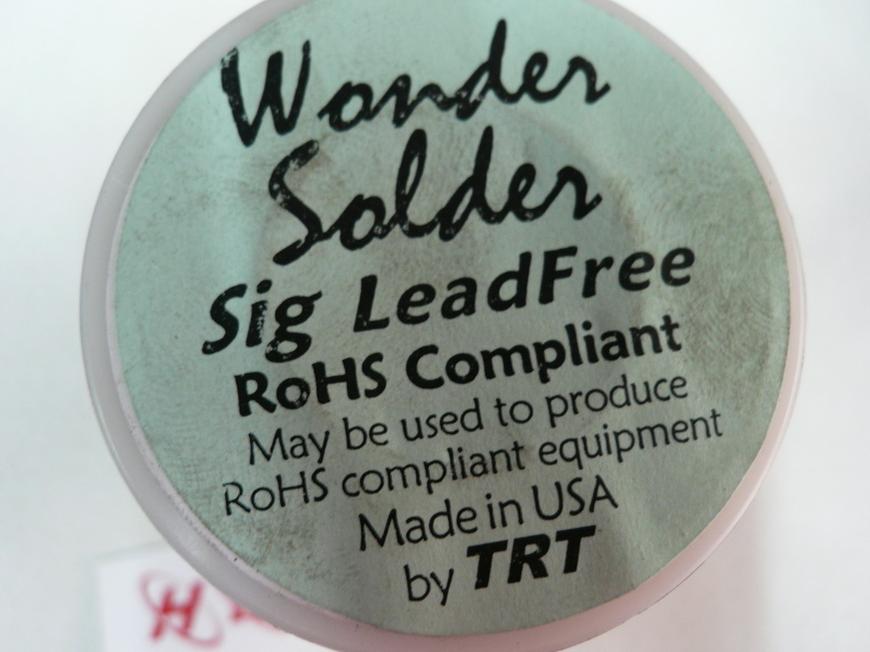 Wonder
Solder
Sig LeadFree
RoHS Compliant
May be used to produce
RoHS compliant equipment
Made in USA
by TRT
H